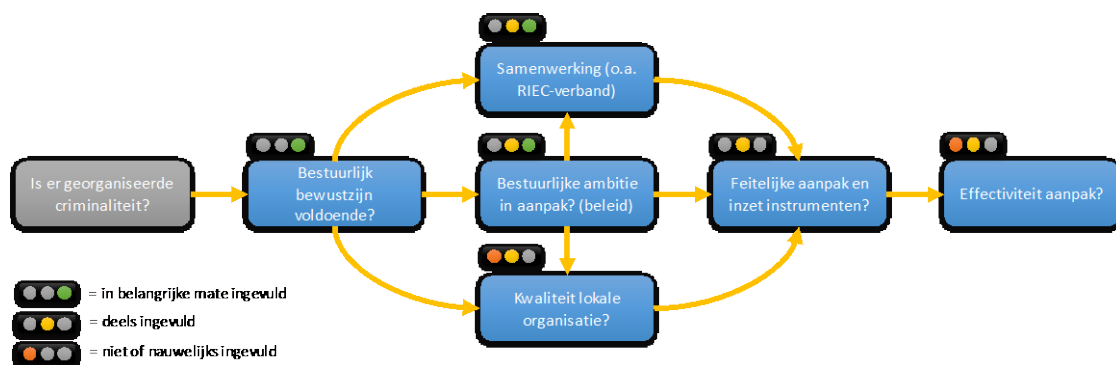 Samenwerking (o.a.
RIEC-verband)
Is er georganiseerde
criminaliteit?
Bestuurlijk
bewustzijn
voldoende?
Bestuurlijke ambitie
in aanpak? (beleid)
Feitelijke aanpak en
inzet instrumenten?
Effectiviteit aanpak?
Kwaliteit lokale
organisatie?
= in belangrijke mate ingevuld
= deels ingevuld
= niet of nauwelijks ingevuld